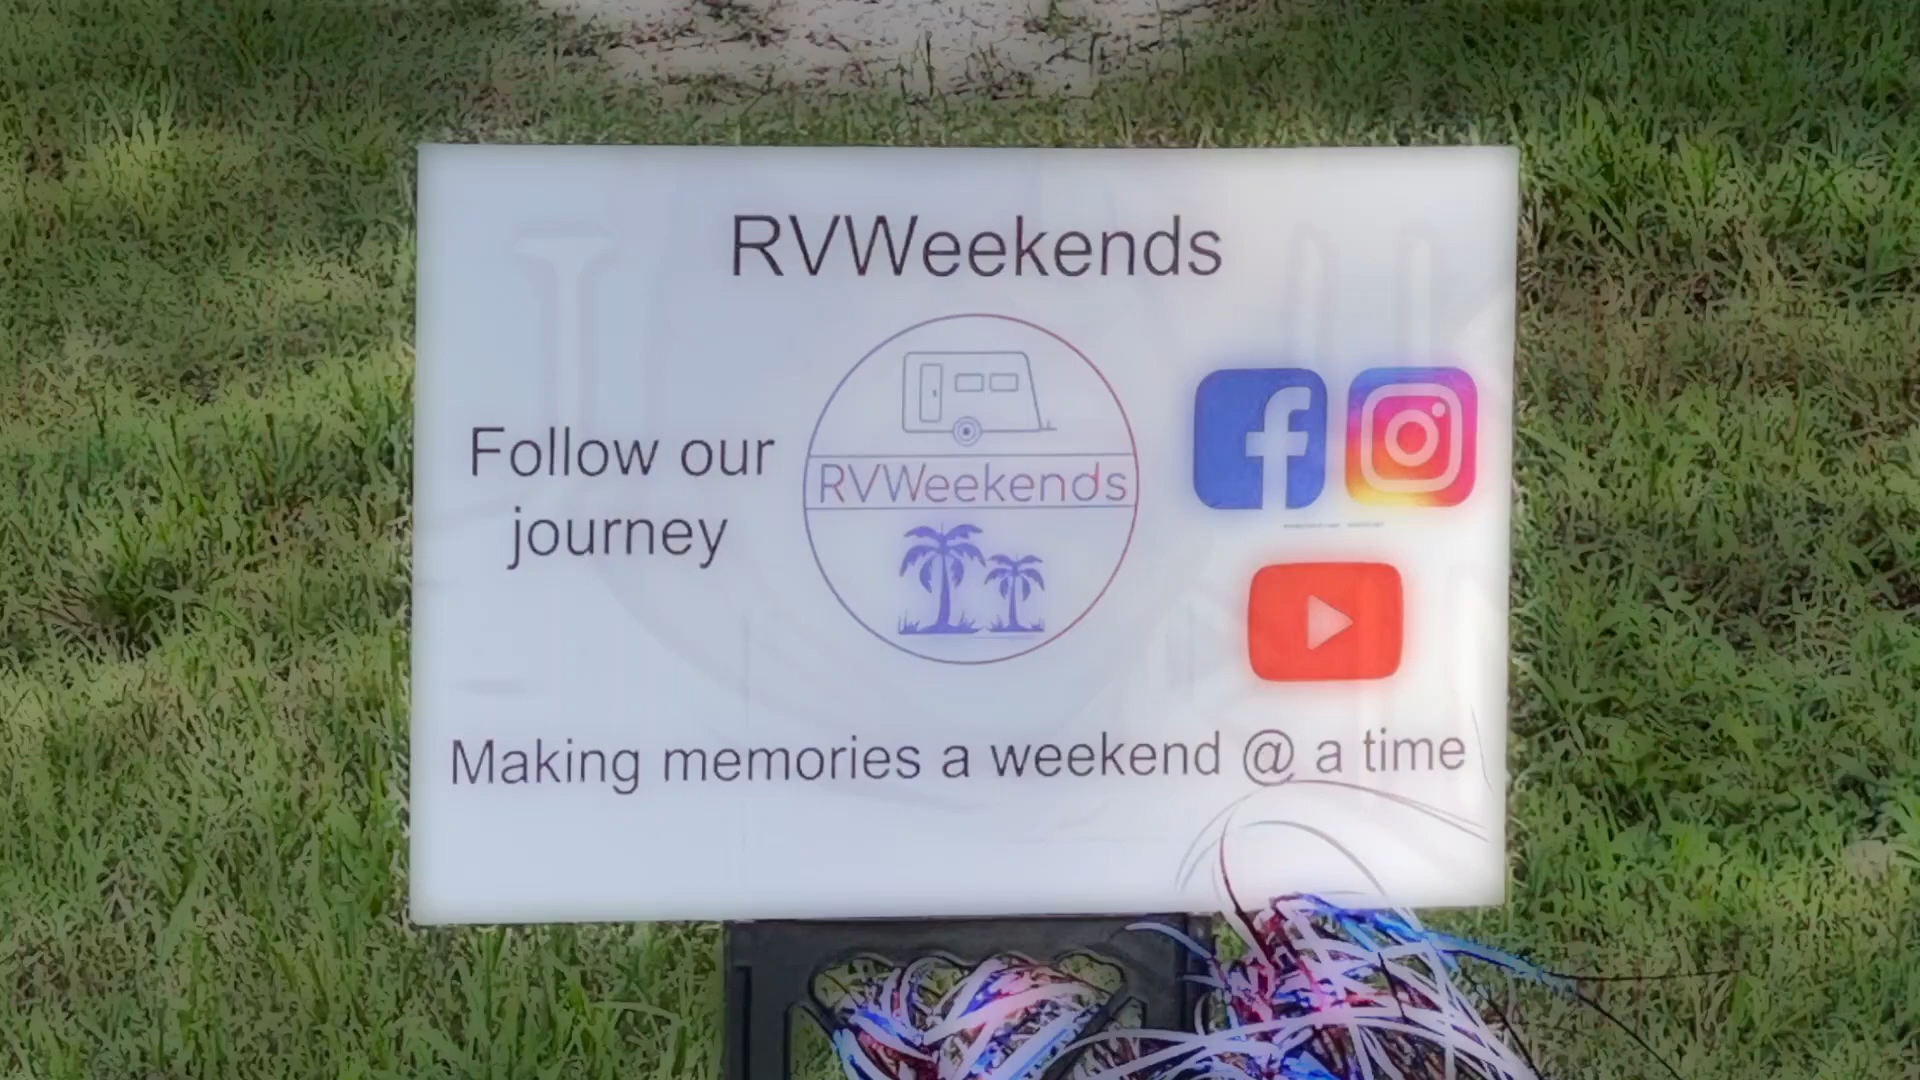 RVWeekends
Follow our
journey
RVWeekends
Making memories a weekend @ a time